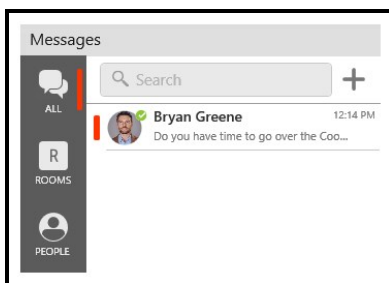 Messages
ALL
R
ROOMS
PEOPLE
Search
Bryan Greene 12:14 PM
Do you have time to go over the Coo...